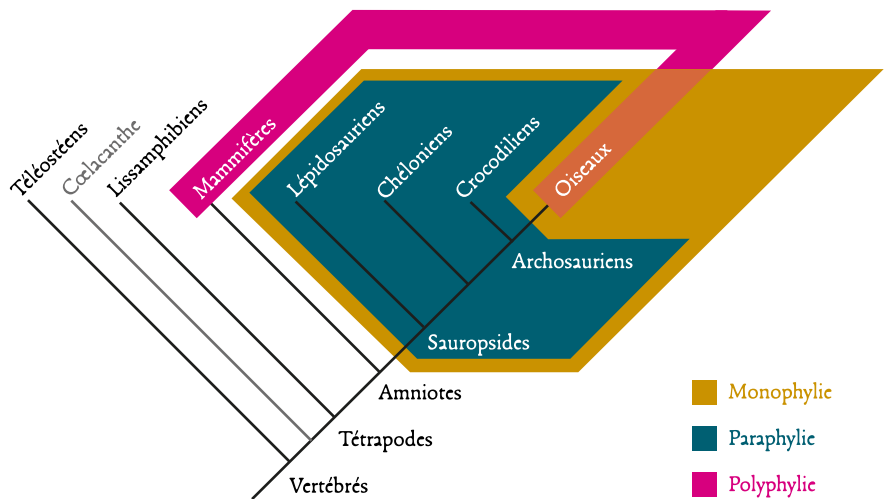 Téléostéens
Cœlacanthe
Lissamphibiens
Mammifères
Lépidosauriens
Chéloniens
Crocodiliens
Oiseaux
Archosauriens
Sauropsides
Amniotes
Tétrapodes
Vertébrés
Monophylie
Paraphylie
Polyphylie